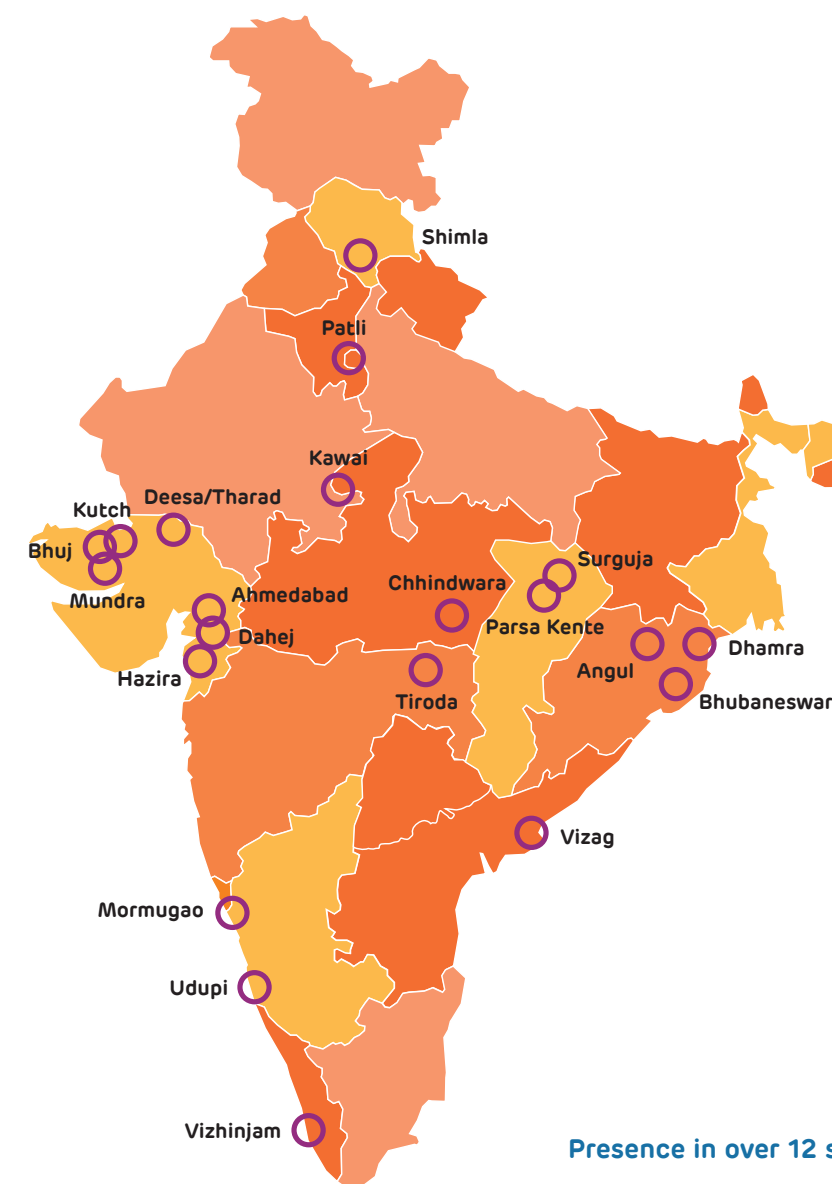 Shimla
Patli
Kawai
Deesa/Tharad
Kutch
Bhuj
Mundra
Ahmedabad
Dahej
Hazira
Chhindwara
Surguja
Parsa Kente
Tiroda
Angul
Dhamra
Bhubaneswar
Vizag
Mormugao
Udupi
Vizhinjam
Presence in over 12 s